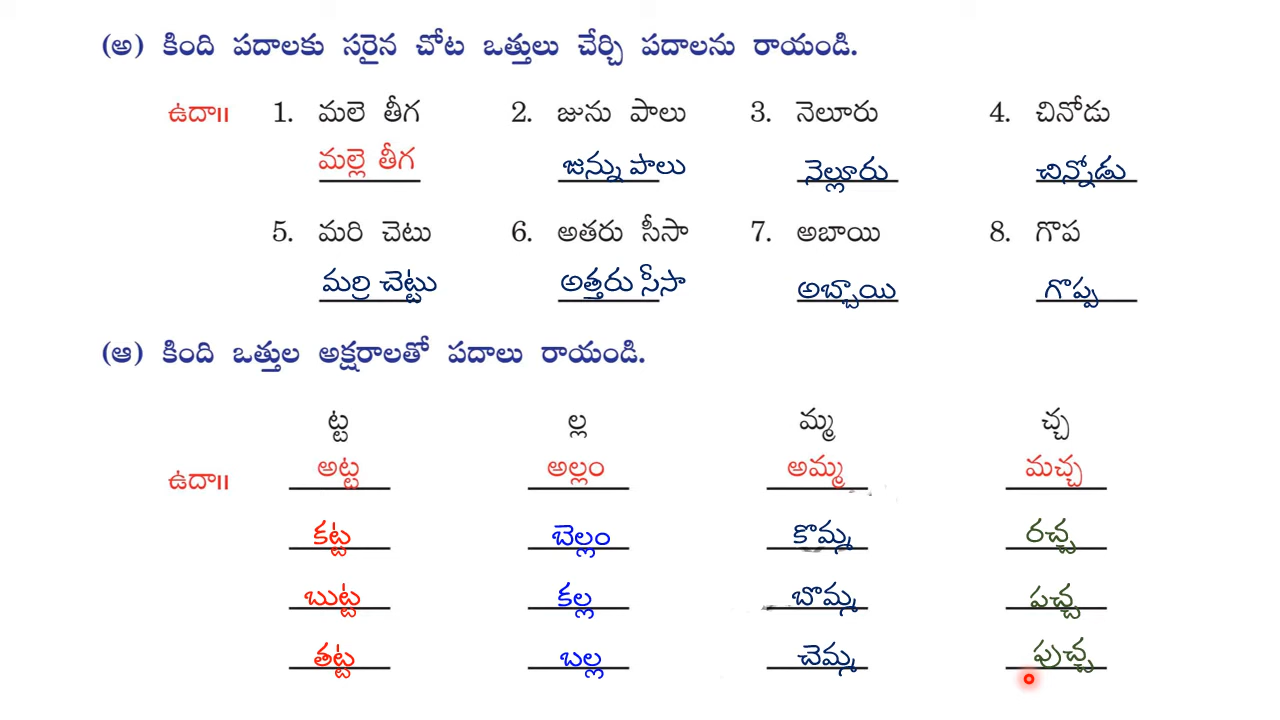 (అ) కింది పదాలకు సరైన చోట ఒత్తులు చేర్చి పదాలను రాయండి.
ఉదా॥ 1. మలె తీగ 2. జును పాలు 3. నెలూరు 4. చినోడు
మల్లె తీగ జున్ను పాలు నెల్లూరు చిన్నోడు
5. మరి చెటు 6. అతరు సీసా 7. అబాయి 8. గొప
మర్రి చెట్టు అత్తరు సీసా అబ్బాయి గొప్ప
(ఆ) కింది ఒత్తుల అక్షరాలతో పదాలు రాయండి.
ట్ట ల్ల మ్మ చ్చ
ఉదా॥ అట్ట అల్లం అమ్మ మచ్చ
కట్ట బెల్లం కొమ్మ రచ్చ
బుట్ట కల్ల బొమ్మ పచ్చ
తట్ట బల్ల చెమ్మ పుచ్చ